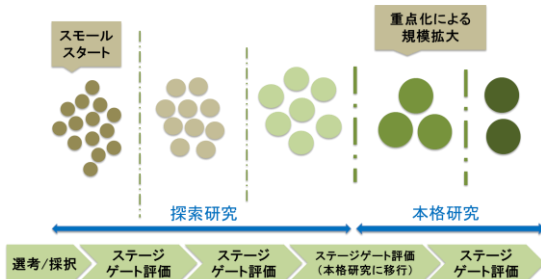 スモール
スタート
重点化による
規模拡大
探索研究
本格研究
選考/採択
ステージ
ゲート評価
ステージ
ゲート評価
ステージゲート評価
(本格研究に移行)
ステージ
ゲート評価